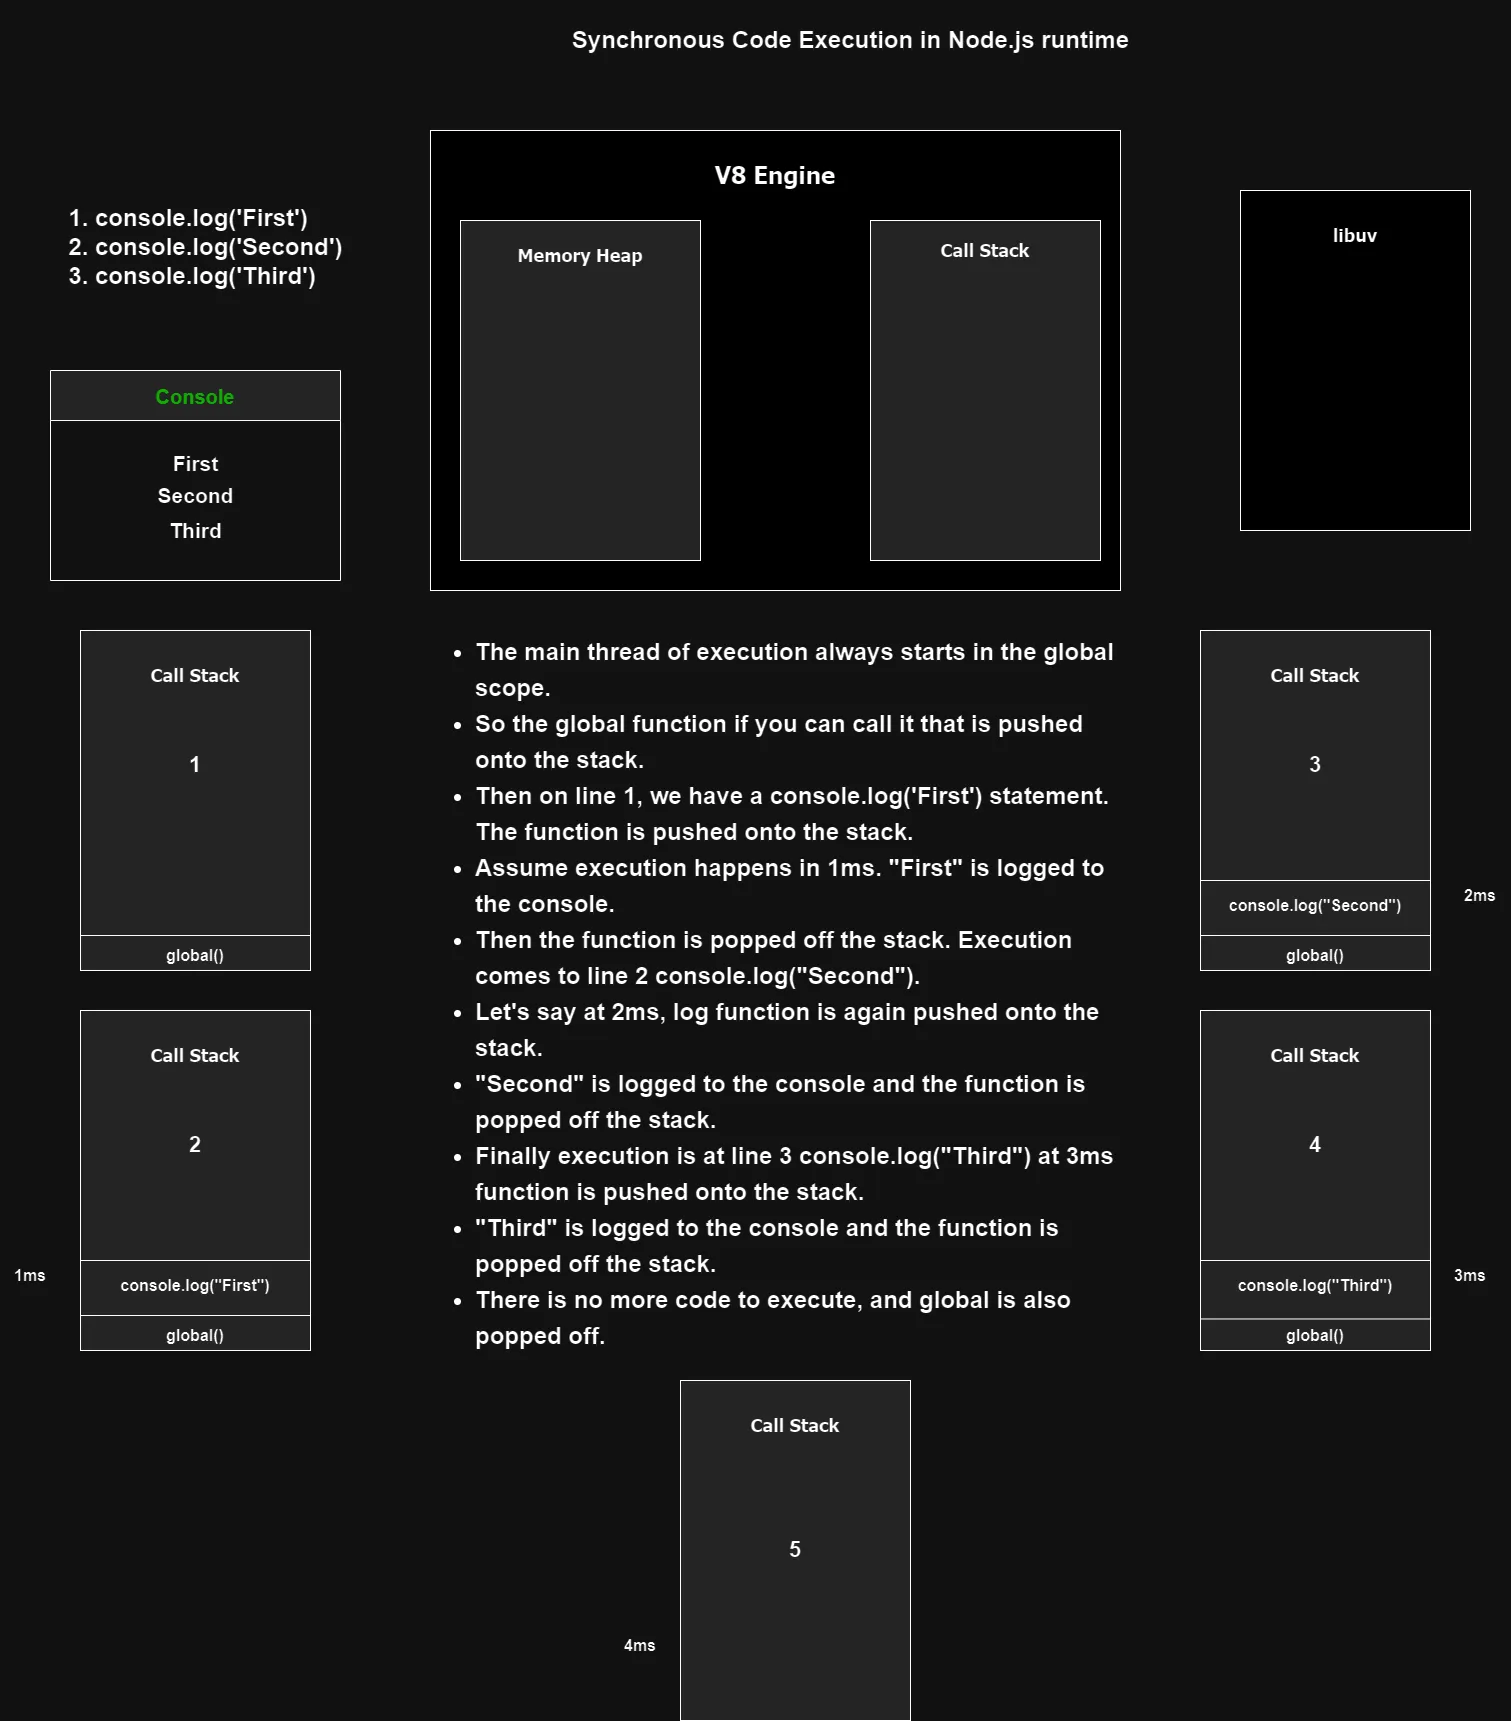 Synchronous Code Execution in Node.js runtime
1. console.log('First')
2. console.log('Second')
3. console.log('Third')
V8 Engine
Memory Heap
Call Stack
libuv
Console
First
Second
Third
Call Stack
1
global()
Call Stack
2
1ms
console.log("First")
global()
• The main thread of execution always starts in the global
scope.
• So the global function if you can call it that is pushed
onto the stack.
• Then on line 1, we have a console.log('First') statement.
The function is pushed onto the stack.
• Assume execution happens in 1ms. "First" is logged to
the console.
• Then the function is popped off the stack. Execution
comes to line 2 console.log("Second").
• Let's say at 2ms, log function is again pushed onto the
stack.
• "Second" is logged to the console and the function is
popped off the stack.
• Finally execution is at line 3 console.log("Third") at 3ms
function is pushed onto the stack.
• "Third" is logged to the console and the function is
popped off the stack.
• There is no more code to execute, and global is also
popped off.
Call Stack
3
console.log("Second")
2ms
global()
Call Stack
4
console.log("Third")
3ms
global()
Call Stack
5
4ms